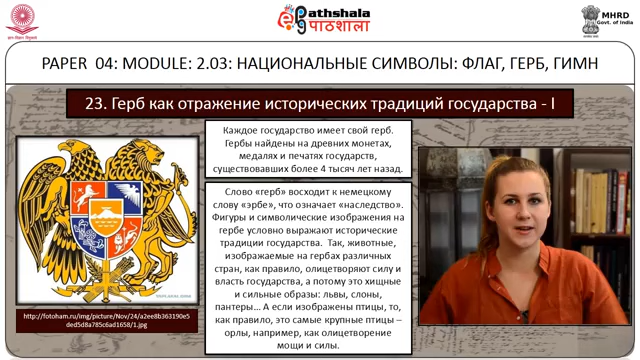 ePathshala
पाठशाला
MHRD
Govt. of India
PAPER 04: MODULE: 2.03: НАЦИОНАЛЬНЫЕ СИМВОЛЫ: ФЛАГ, ГЕРБ, ГИМН
23. Герб как отражение исторических традиций государства - I
Каждое государство имеет свой герб.
Гербы найдены на древних монетах,
медалях и печатях государств,
существовавших более 4 тысяч лет назад.
Слово «герб» восходит к немецкому
слову «эрбе», что означает «наследство».
Фигуры и символические изображения на
гербе условно выражают исторические
традиции государства. Так, животные,
изображаемые на гербах различных
стран, как правило, олицетворяют силу и
власть государства, а потому это хищные
и сильные образы: львы, слоны,
пантеры... А если изображены птицы, то,
как правило, это самые крупные птицы –
орлы, например, как олицетворение
мощи и силы.
http://fotoham.ru/img/picture/Nov/24/a2ee8b363190e5
ded5d8a785c6ad1658/1.jpg